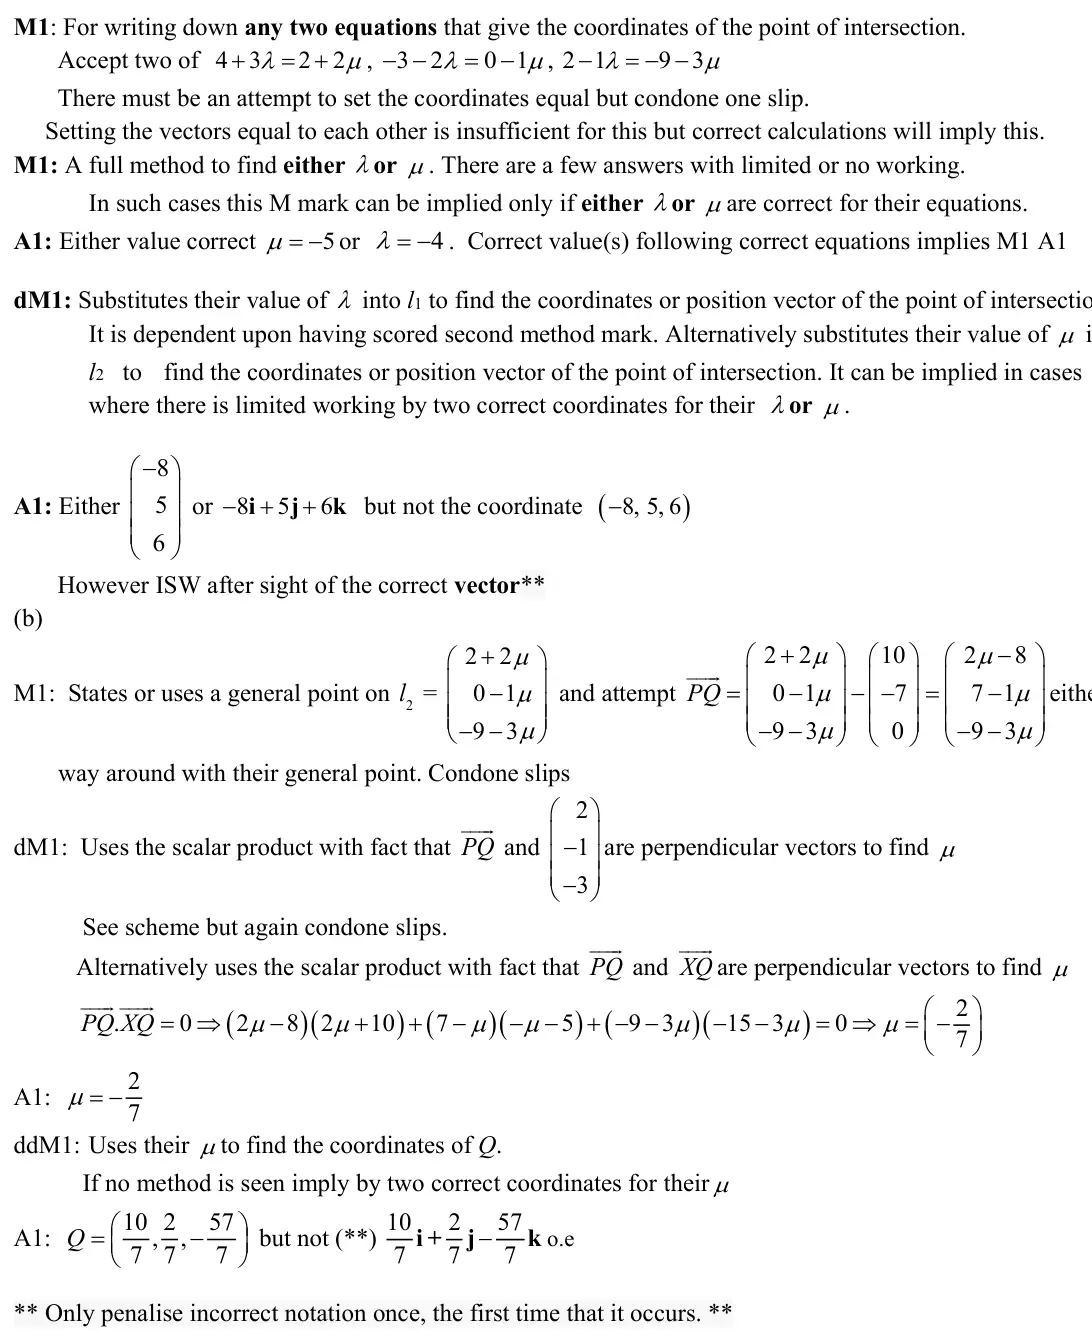 M1: For writing down any two equations that give the coordinates of the point of intersection.
Accept two of 4+3λ=2+2μ, −3−2λ=0−1μ, 2−1λ=−9−3μ
There must be an attempt to set the coordinates equal but condone one slip.
Setting the vectors equal to each other is insufficient for this but correct calculations will imply this.
M1: A full method to find either λ or μ. There are a few answers with limited or no working.
In such cases this M mark can be implied only if either λ or μ are correct for their equations.
A1: Either value correct μ = −5 or λ = −4. Correct value(s) following correct equations implies M1 A1
dM1: Substitutes their value of λ into l₁ to find the coordinates or position vector of the point of intersectio
It is dependent upon having scored second method mark. Alternatively substitutes their value of μ i
l₂ to find the coordinates or position vector of the point of intersection. It can be implied in cases
where there is limited working by two correct coordinates for their λ or μ.
A1: Either (−8 5 6) or −8i+5j+6k but not the coordinate (−8, 5, 6)
However ISW after sight of the correct vector**
(b)
M1: States or uses a general point on l₂ = (2+2μ 0−1μ −9−3μ) and attempt PQ = (2+2μ 0−1μ −9−3μ) − (10 −7 0) = (2μ−8 7−1μ −9−3μ) eithe
way around with their general point. Condone slips
dM1: Uses the scalar product with fact that PQ and (2 −1 −3) are perpendicular vectors to find μ
See scheme but again condone slips.
Alternatively uses the scalar product with fact that PQ and XQ are perpendicular vectors to find μ
PQ.XQ = 0 ⇒ (2μ−8)(2μ+10)+(7−μ)(−μ−5)+(−9−3μ)(−15−3μ) = 0 ⇒ μ = (−2/7)
A1: μ = −2/7
ddM1: Uses their μ to find the coordinates of Q.
If no method is seen imply by two correct coordinates for their μ
A1: Q = (10/7, 2/7, −57/7) but not (**) 10/7 i + 2/7 j − 57/7 k o.e
** Only penalise incorrect notation once, the first time that it occurs. **